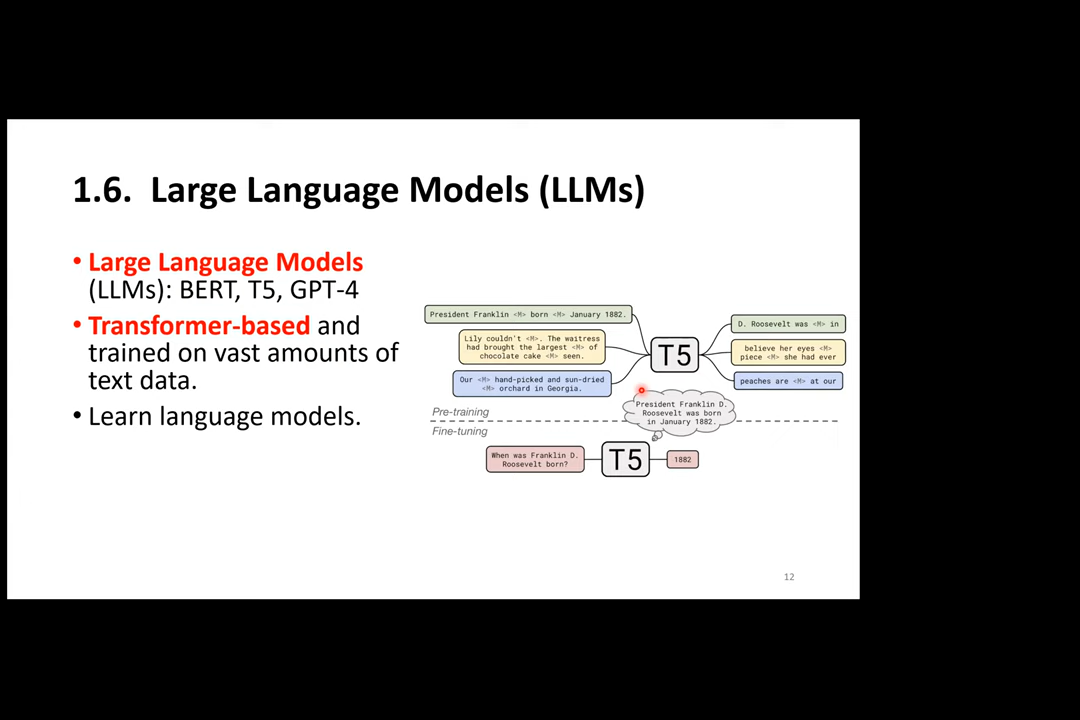 1.6. Large Language Models (LLMs)
• Large Language Models
(LLMs): BERT, T5, GPT-4
• Transformer-based and
trained on vast amounts of
text data.
• Learn language models.
President Franklin <M> born <M> January 1882.
Lily couldn't <M>. The waitress
had brought the largest <M> of
chocolate cake <M> seen.
Our <M> hand-picked and sun-dried
<M> orchard in Georgia.
T5
D. Roosevelt was <M> in
believe her eyes <M>
piece <M> she had ever
peaches are <M> at our
President Franklin D.
Roosevelt was born
in January 1882.
Pre-training
Fine-tuning
When was Franklin D.
Roosevelt born?
T5
1882
12